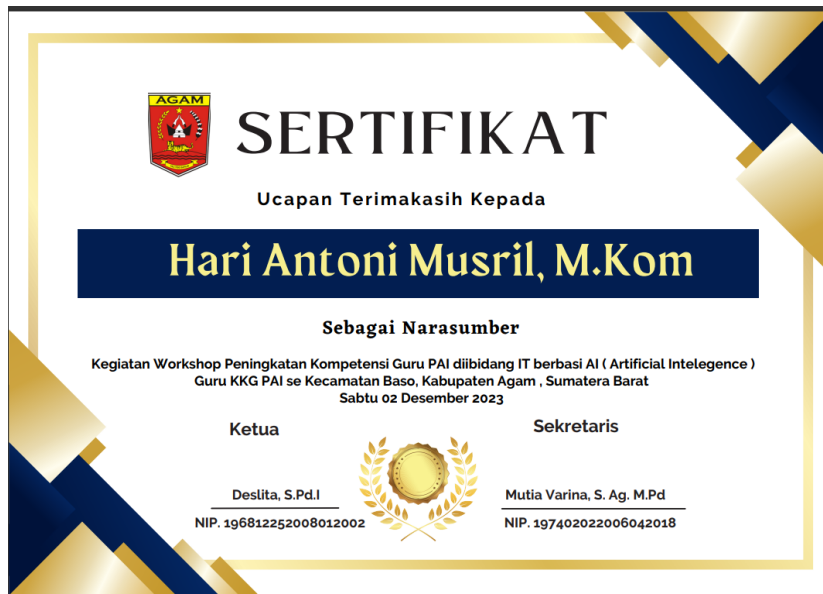 AGAM
SERTIFIKAT
Ucapan Terimakasih Kepada
Hari Antoni Musril, M.Kom
Sebagai Narasumber
Kegiatan Workshop Peningkatan Kompetensi Guru PAI diibidang IT berbasi AI ( Artificial Intelegence )
Guru KKG PAI se Kecamatan Baso, Kabupaten Agam , Sumatera Barat
Sabtu 02 Desember 2023
Ketua
Sekretaris
Deslita, S.Pd.I
Mutia Varina, S. Ag. M.Pd
NIP. 196812252008012002
NIP. 197402022006042018